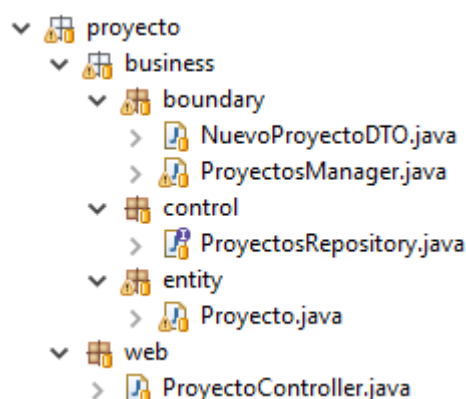 proyecto
business
boundary
NuevoProyectoDTO.java
ProyectosManager.java
control
ProyectosRepository.java
entity
Proyecto.java
web
ProyectoController.java